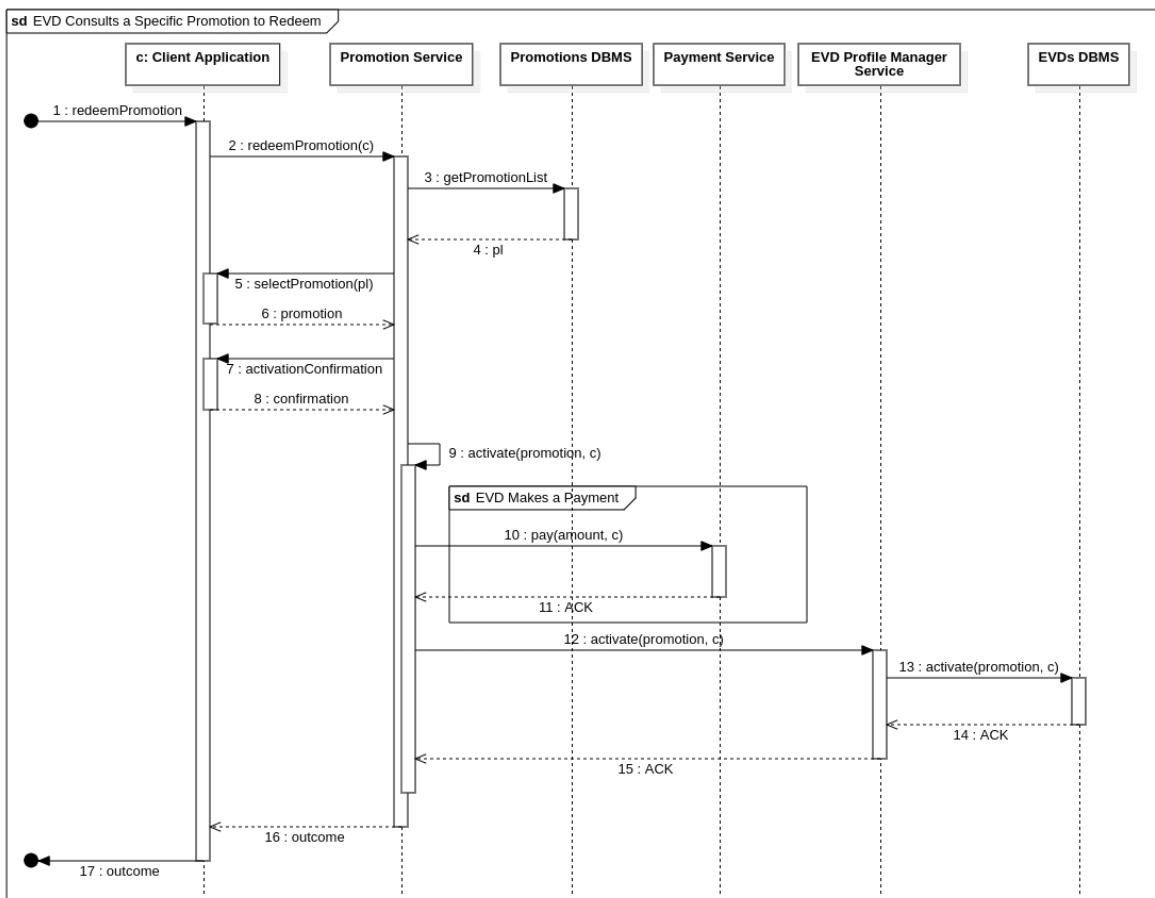 sd EVD Consults a Specific Promotion to Redeem
c: Client Application
Promotion Service
Promotions DBMS
Payment Service
EVD Profile Manager
Service
EVDs DBMS
1 : redeemPromotion
2 : redeemPromotion(c)
3 : getPromotionList
4 : pl
5 : selectPromotion(pl)
6 : promotion
7 : activationConfirmation
8 : confirmation
9 : activate(promotion, c)
sd EVD Makes a Payment
10 : pay(amount, c)
11 : ACK
12 : activate(promotion, c)
13 : activate(promotion, c)
14 : ACK
15 : ACK
16 : outcome
17 : outcome